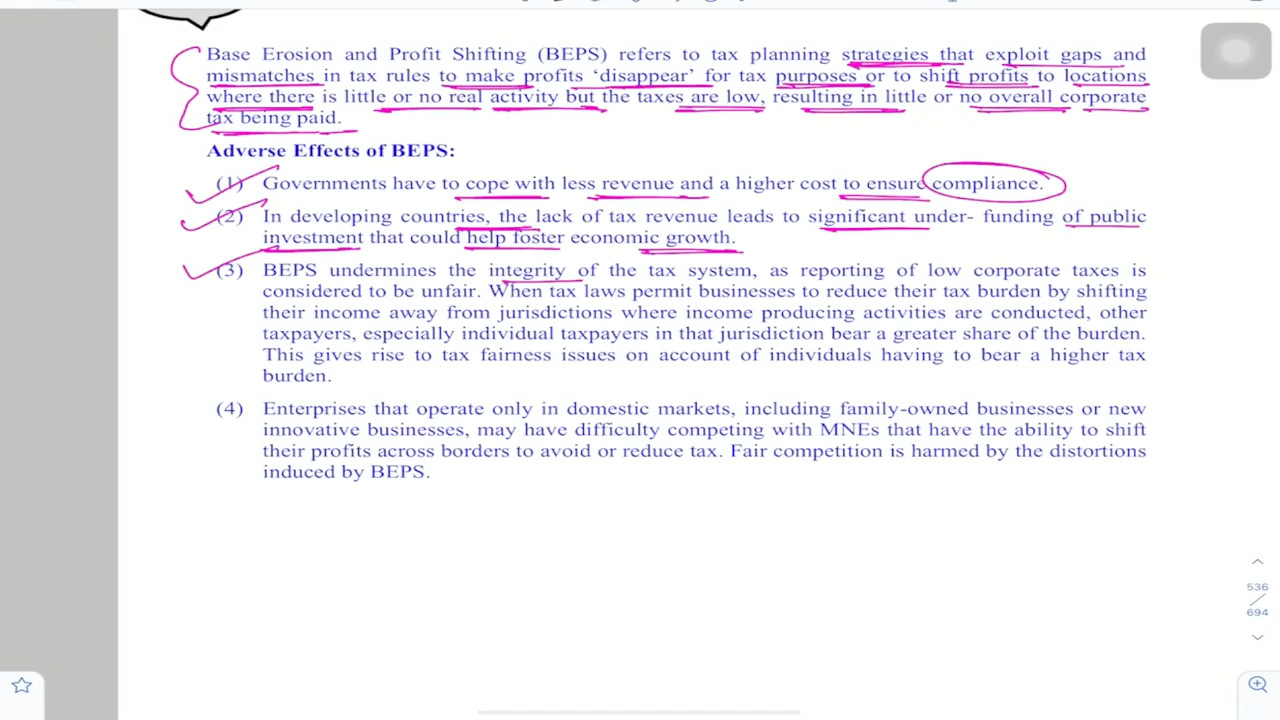 Base Erosion and Profit Shifting (BEPS) refers to tax planning strategies that exploit gaps and
mismatches in tax rules to make profits ‘disappear’ for tax purposes or to shift profits to locations
where there is little or no real activity but the taxes are low, resulting in little or no overall corporate
tax being paid.
Adverse Effects of BEPS:
(1) Governments have to cope with less revenue and a higher cost to ensure compliance.
(2) In developing countries, the lack of tax revenue leads to significant under- funding of public
investment that could help foster economic growth.
(3) BEPS undermines the integrity of the tax system, as reporting of low corporate taxes is
considered to be unfair. When tax laws permit businesses to reduce their tax burden by shifting
their income away from jurisdictions where income producing activities are conducted, other
taxpayers, especially individual taxpayers in that jurisdiction bear a greater share of the burden.
This gives rise to tax fairness issues on account of individuals having to bear a higher tax
burden.
(4) Enterprises that operate only in domestic markets, including family-owned businesses or new
innovative businesses, may have difficulty competing with MNEs that have the ability to shift
their profits across borders to avoid or reduce tax. Fair competition is harmed by the distortions
induced by BEPS.
536
/
694